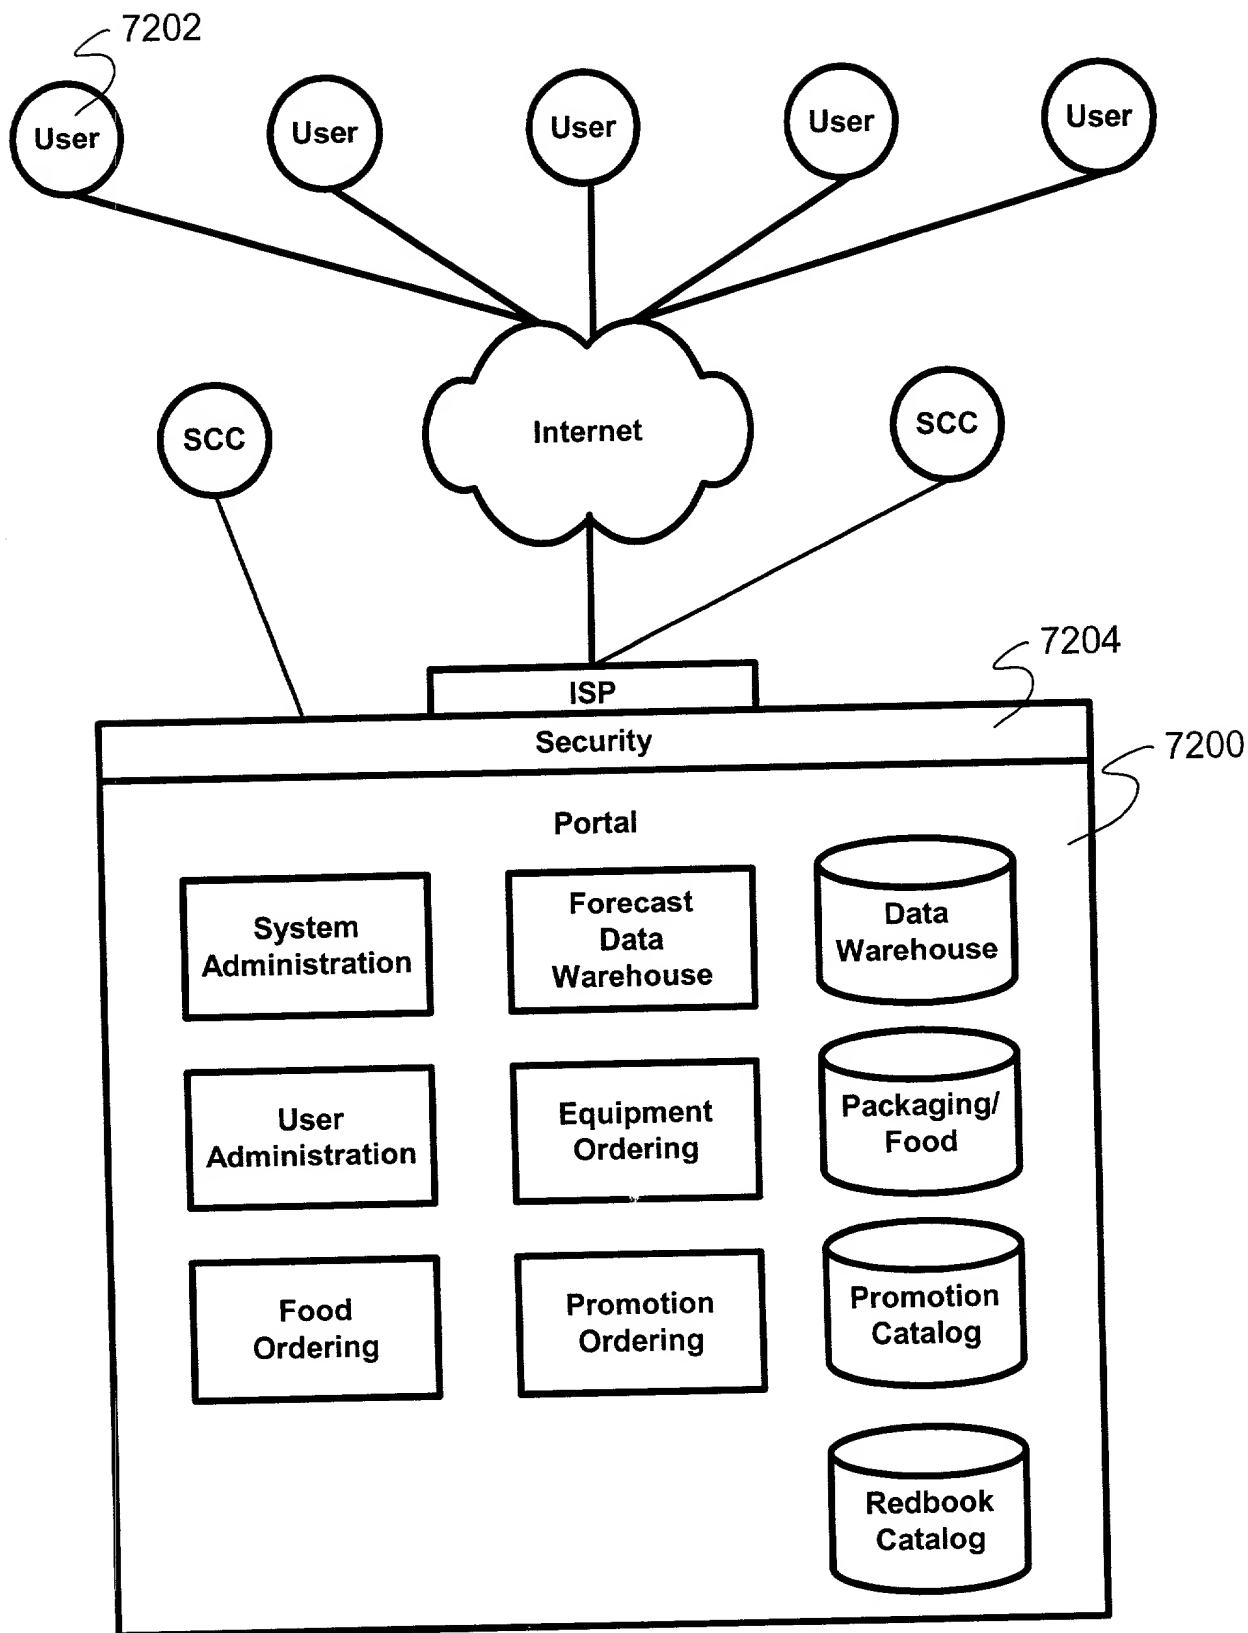 7202
User
User
User
User
User
Internet
SCC
SCC
7204
ISP
Security
7200
Portal
System
Administration
Forecast
Data
Warehouse
Data
Warehouse
User
Administration
Equipment
Ordering
Packaging/
Food
Food
Ordering
Promotion
Ordering
Promotion
Catalog
Redbook
Catalog